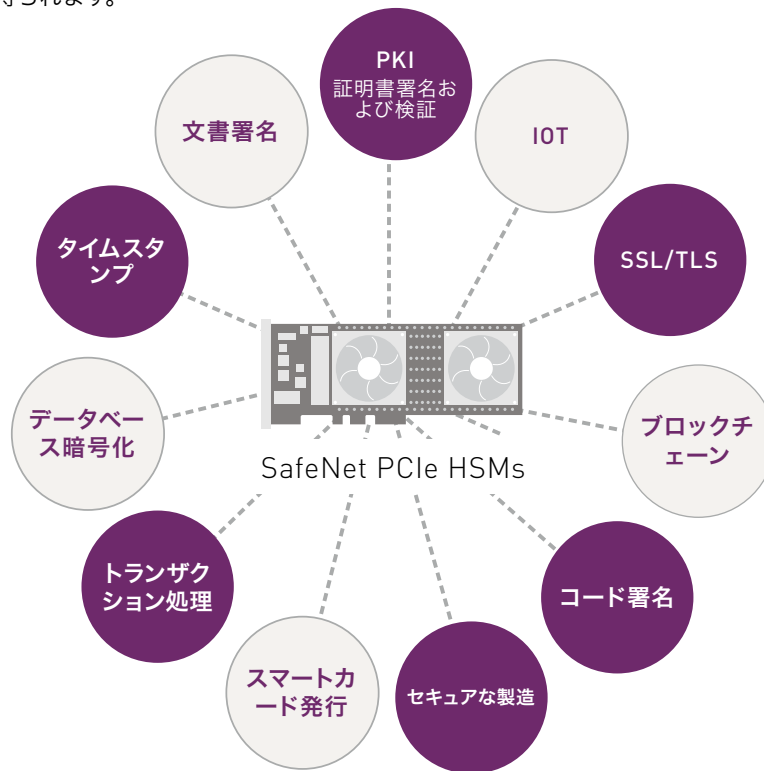 られます。
PKI
証明書署名お
よび検証
文書署名
IOT
タイムスタ
ンプ
SSL/TLS
データベー
ス暗号化
ブロックチ
ェーン
SafeNet PCIe HSMs
トランザク
ション処理
コード署名
スマートカ
ード発行
セキュアな製造